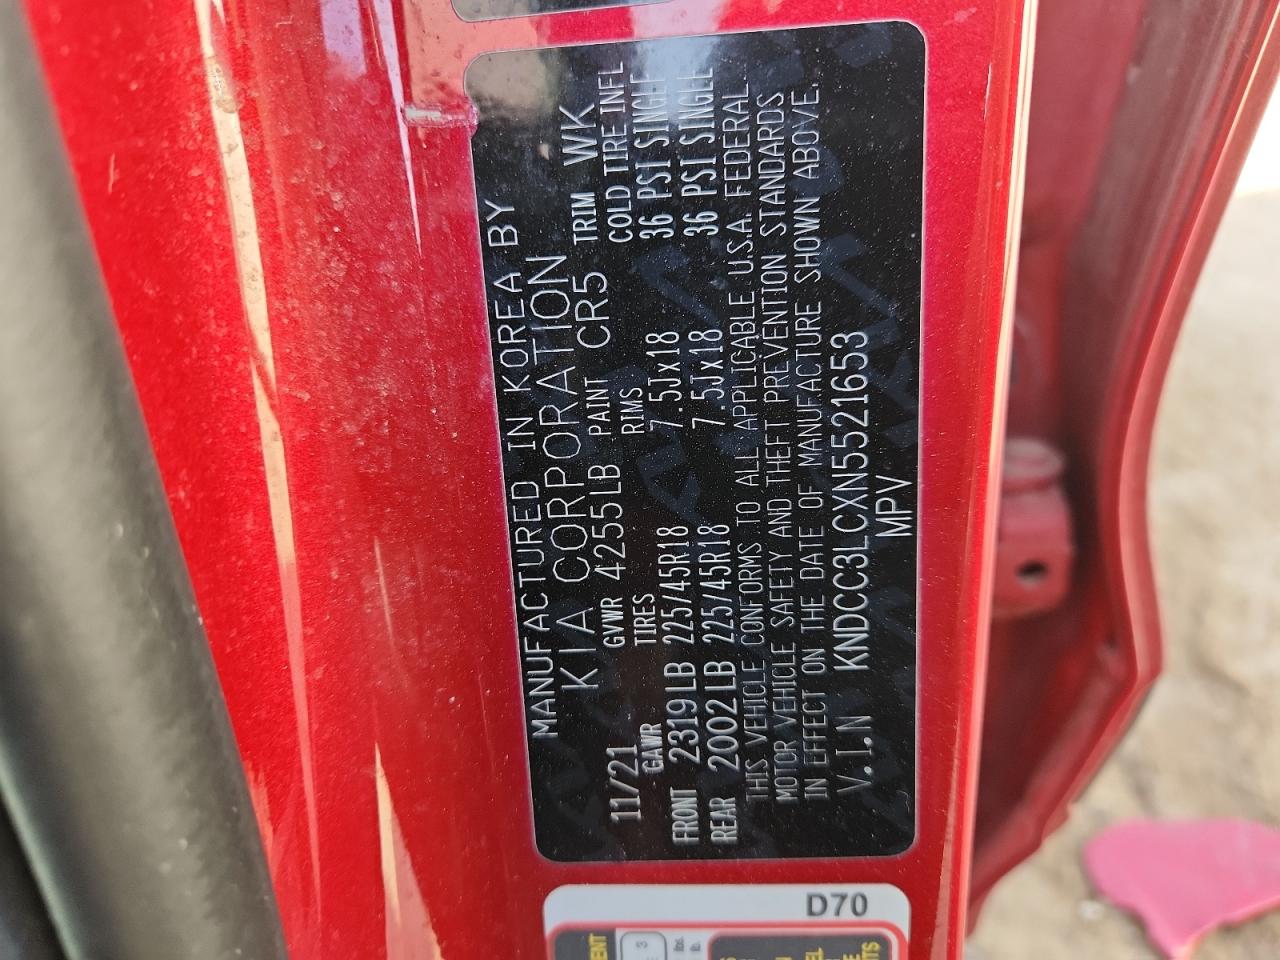 MANUFACTURED IN KOREA BY
KIA CORPORATION
11/21 GVWR 4255LB PAINT CR5 TRIM WK
GAWR TIRES RIMS COLD TIRE INFL
FRONT 2319LB 225/45R18 7.5Jx18 36 PSI SINGLE
REAR 2002LB 225/45R18 7.5Jx18 36 PSI SINGLE
THIS VEHICLE CONFORMS TO ALL APPLICABLE U.S.A. FEDERAL
MOTOR VEHICLE SAFETY AND THEFT PREVENTION STANDARDS
IN EFFECT ON THE DATE OF MANUFACTURE SHOWN ABOVE.
V.I.N KNDCC3LCXN5521653
MPV
D70